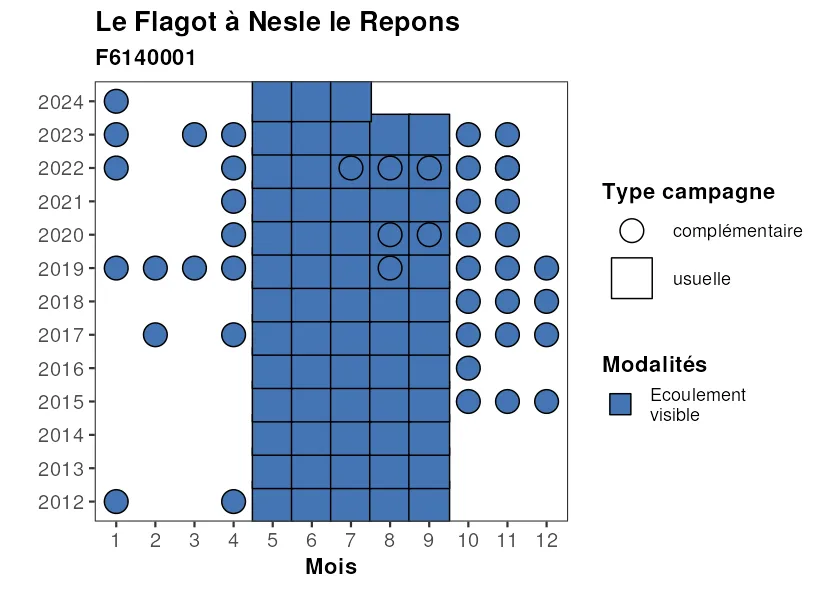 Le Flagot à Nesle le Repons
F6140001
2024
2023
2022
2021
2020
2019
2018
2017
2016
2015
2014
2013
2012
1 2 3 4 5 6 7 8 9 10 11 12
Mois
Type campagne
complémentaire
usuelle
Modalités
Ecoulement
visible